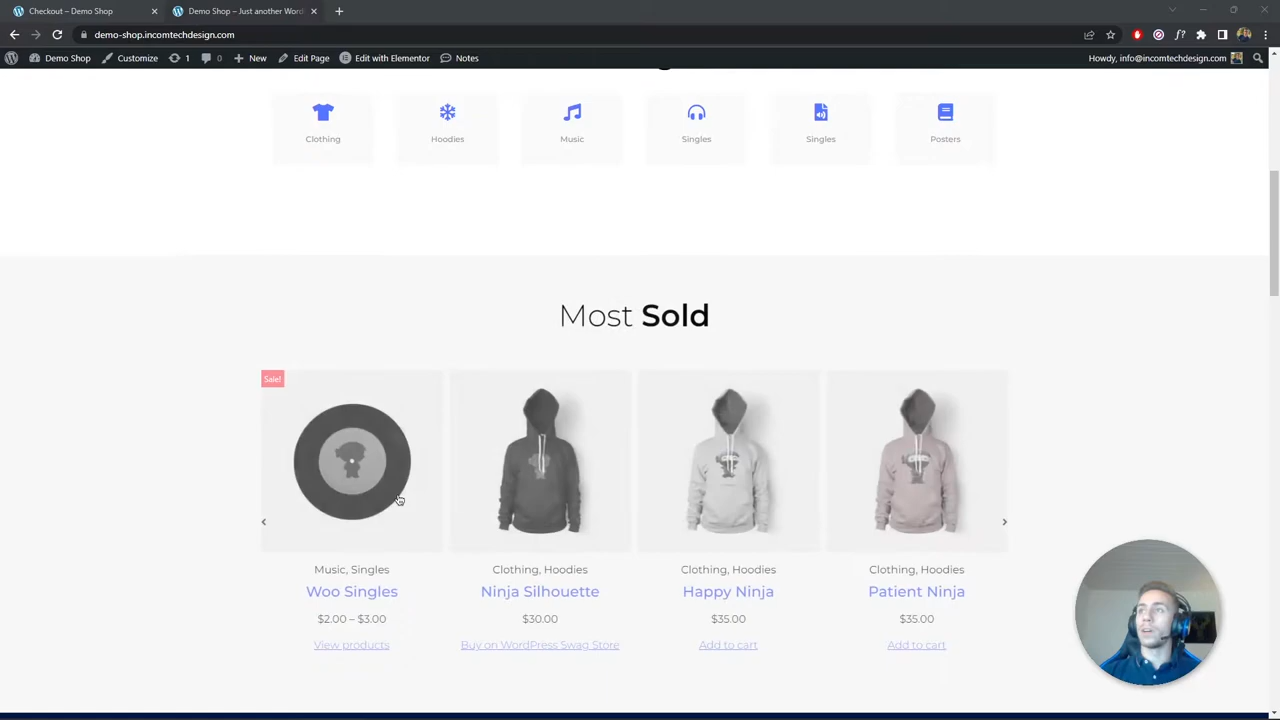 Checkout – Demo Shop
Demo Shop – Just another Word
demo-shop.incomtechdesign.com
Demo Shop Customize 1 0 New Edit Page Edit with Elementor Notes Howdy, info@incomtechdesign.com
Clothing Hoodies Music Singles Singles Posters
Most Sold
Sale!
Music, Singles Clothing, Hoodies Clothing, Hoodies Clothing, Hoodies
Woo Singles Ninja Silhouette Happy Ninja Patient Ninja
$2.00 – $3.00 $30.00 $35.00 $35.00
View products Buy on WordPress Swag Store Add to cart Add to cart